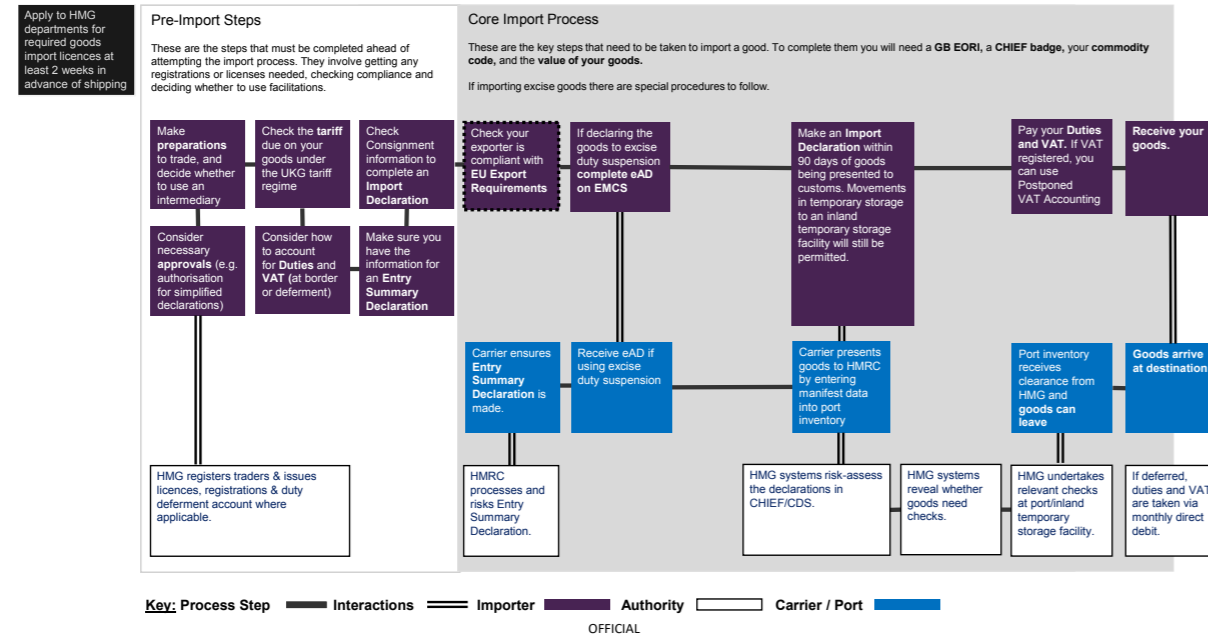 Apply to HMG
departments for
required goods
import licences at
least 2 weeks in
advance of shipping
Pre-Import Steps
These are the steps that must be completed ahead of
attempting the import process. They involve getting any
registrations or licenses needed, checking compliance and
deciding whether to use facilitations.
Core Import Process
These are the key steps that need to be taken to import a good. To complete them you will need a GB EORI, a CHIEF badge, your commodity
code, and the value of your goods.
If importing excise goods there are special procedures to follow.
Make
preparations
to trade, and
decide whether
to use an
intermediary
Check the tariff
due on your
goods under
the UKG tariff
regime
Check
Consignment
information to
complete an
Import
Declaration
Check your
exporter is
compliant with
EU Export
Requirements
If declaring the
goods to excise
duty suspension
complete eAD
on EMCS
Make an Import
Declaration within
90 days of goods
being presented to
customs. Movements
in temporary storage
to an inland
temporary storage
facility will still be
permitted.
Pay your Duties
and VAT. If VAT
registered, you
can use
Postponed
VAT Accounting
Receive your
goods.
Consider
necessary
approvals (e.g.
authorisation
for simplified
declarations)
Consider how
to account
for Duties and
VAT (at border
or deferment)
Make sure you
have the
information for
an Entry
Summary
Declaration
Carrier ensures
Entry
Summary
Declaration is
made.
Receive eAD if
using excise
duty suspension
Carrier presents
goods to HMRC
by entering
manifest data
into port
inventory
Port inventory
receives
clearance from
HMG and
goods can
leave
Goods arrive
at destination
HMG registers traders & issues
licences, registrations & duty
deferment account where
applicable.
HMRC
processes and
risks Entry
Summary
Declaration.
HMG systems risk-assess
the declarations in
CHIEF/CDS.
HMG systems
reveal whether
goods need
checks.
HMG undertakes
relevant checks
at port/inland
temporary
storage facility.
If deferred,
duties and VAT
are taken via
monthly direct
debit.
Key: Process Step Interactions Importer Authority Carrier / Port
OFFICIAL